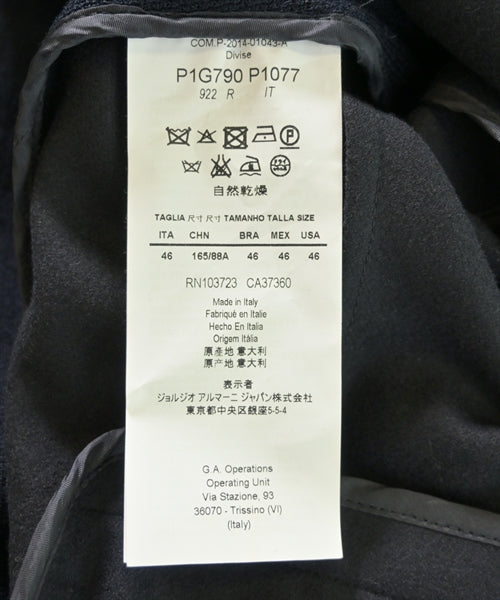 COM.P-2014-01043-A
Divise
P1G790 P1077
922 R IT
自然乾燥
TAGLIA 尺寸 尺寸 TAMANHO TALLA SIZE
ITA CHN BRA MEX USA
46 165/88A 46 46 46
RN103723 CA37360
Made in Italy
Fabriqué en Italie
Hecho En Italia
Origem Itália
原產地 意大利
原产地 意大利
表示者
ジョルジオ アルマーニ ジャパン株式会社
東京都中央区銀座5-5-4
G.A. Operations
Operating Unit
Via Stazione, 93
36070 - Trissino (VI)
(Italy)